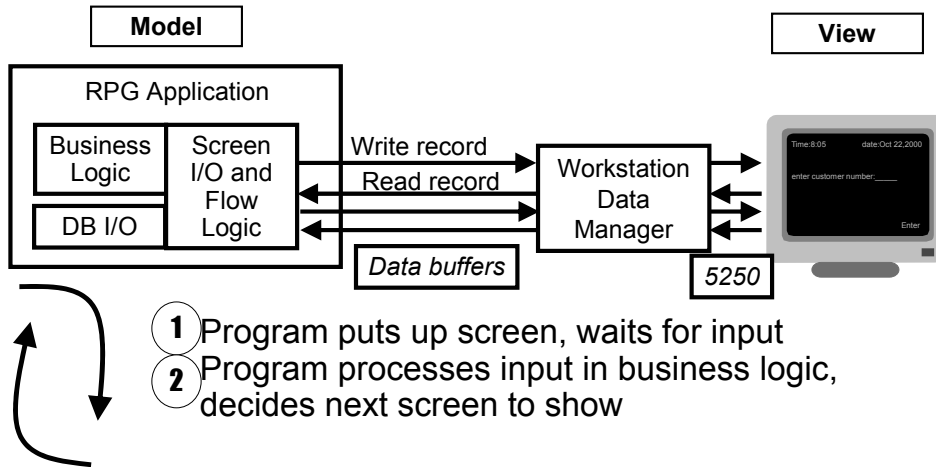 Model
View
RPG Application
Business
Logic
Screen
I/O and
Flow
Logic
DB I/O
Write record
Read record
Data buffers
Workstation
Data
Manager
5250
Time:8:05 date:Oct 22,2000
enter customer number:_____
Enter
1 Program puts up screen, waits for input
2 Program processes input in business logic,
decides next screen to show